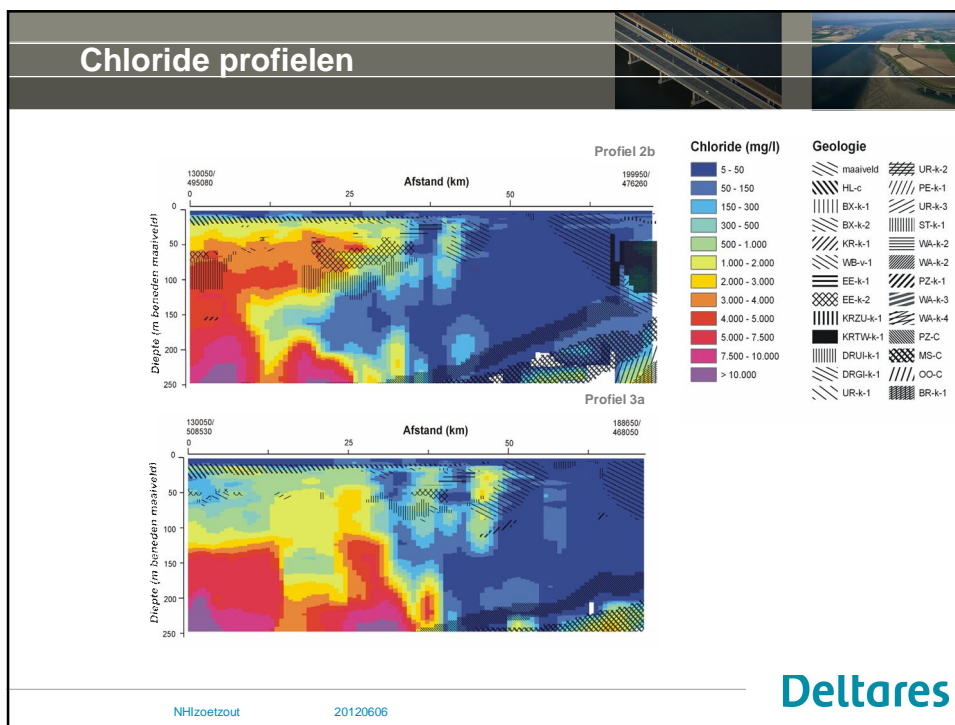 Chloride profielen
Profiel 2b
130050/
495080
Afstand (km)
199950/
476260
0
25
50
Diepte (m beneden maaiveld)
0
50
100
150
200
250
Profiel 3a
130050/
508530
Afstand (km)
188650/
468050
0
25
50
Diepte (m beneden maaiveld)
0
50
100
150
200
250
Chloride (mg/l)
5 - 50
50 - 150
150 - 300
300 - 500
500 - 1.000
1.000 - 2.000
2.000 - 3.000
3.000 - 4.000
4.000 - 5.000
5.000 - 7.500
7.500 - 10.000
> 10.000
Geologie
maaiveld
HL-c
BX-k-1
BX-k-2
KR-k-1
WB-v-1
EE-k-1
EE-k-2
KRZU-k-1
KRTW-k-1
DRUI-k-1
DRGI-k-1
UR-k-1
UR-k-2
PE-k-1
UR-k-3
ST-k-1
WA-k-2
WA-k-2
PZ-k-1
WA-k-3
WA-k-4
PZ-C
MS-C
OO-C
BR-k-1
NHIzoetzout
20120606
Deltares